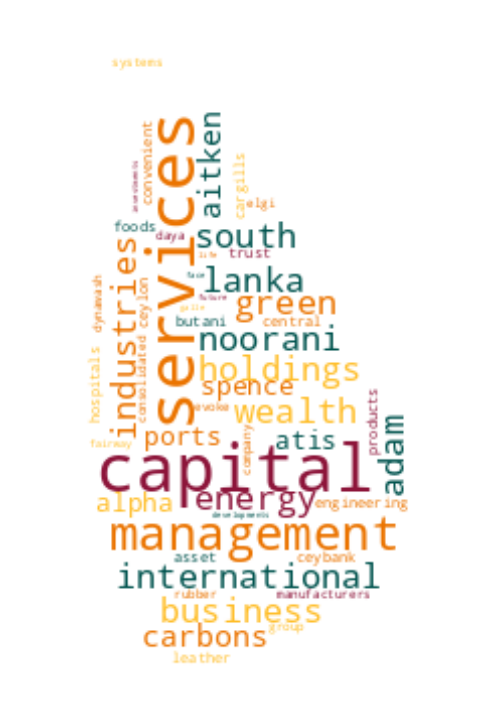 systems
services
aitken
convenient
cargills
elgi
foods
daya
south
trust
life
industries
lanka
dynawash
consolidated
ceylon
future
green
butani
central
noorani
hospitals
holdings
spence
evoke
wealth
products
fairway
ports
company
atis
adam
capital
energy
alpha
engineering
developments
management
asset
ceybank
international
rubber
manufacturers
business
group
carbons
leather